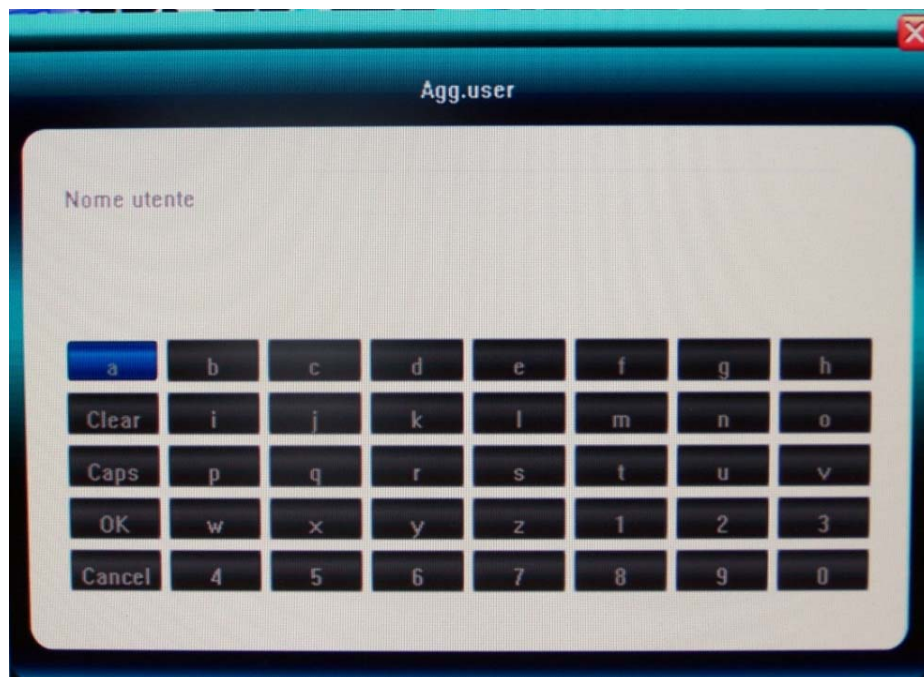 Agg.user
Nome utente
a b c d e f g h
Clear i j k l m n o
Caps p q r s t u v
OK w x y z 1 2 3
Cancel 4 5 6 7 8 9 0